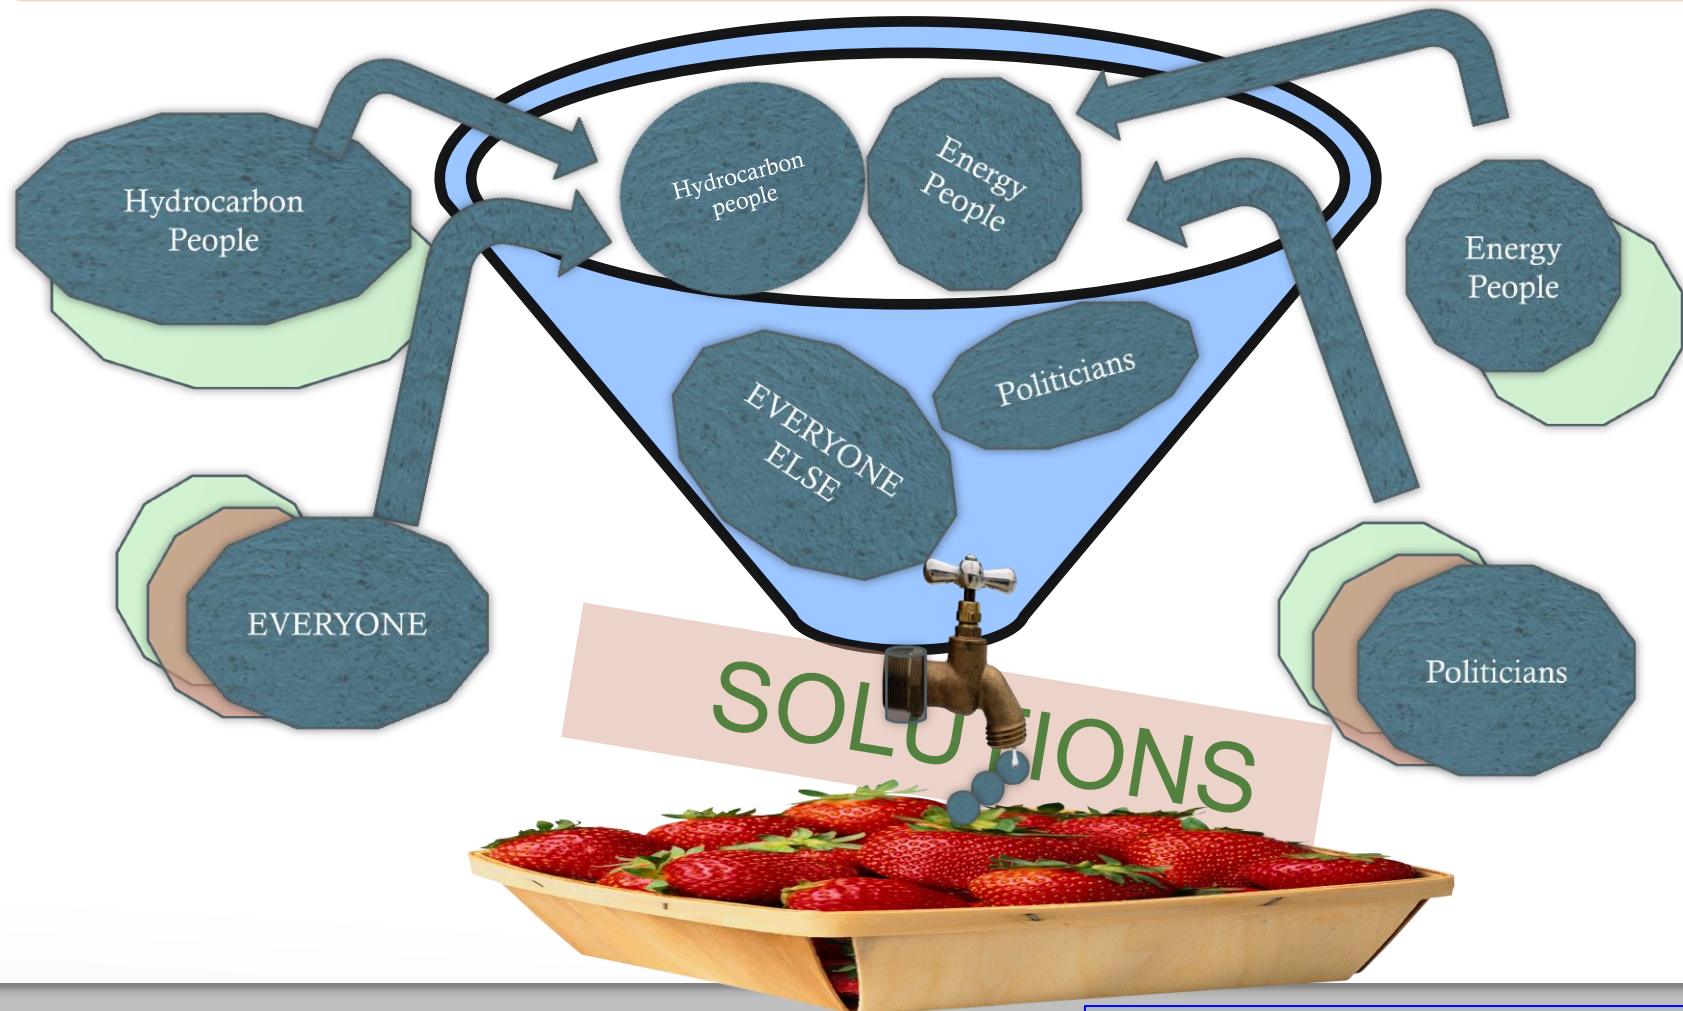 Hydrocarbon
People
Hydrocarbon
people
Energy
People
Energy
People
EVERYONE
ELSE
Politicians
EVERYONE
Politicians
SOLUTIONS